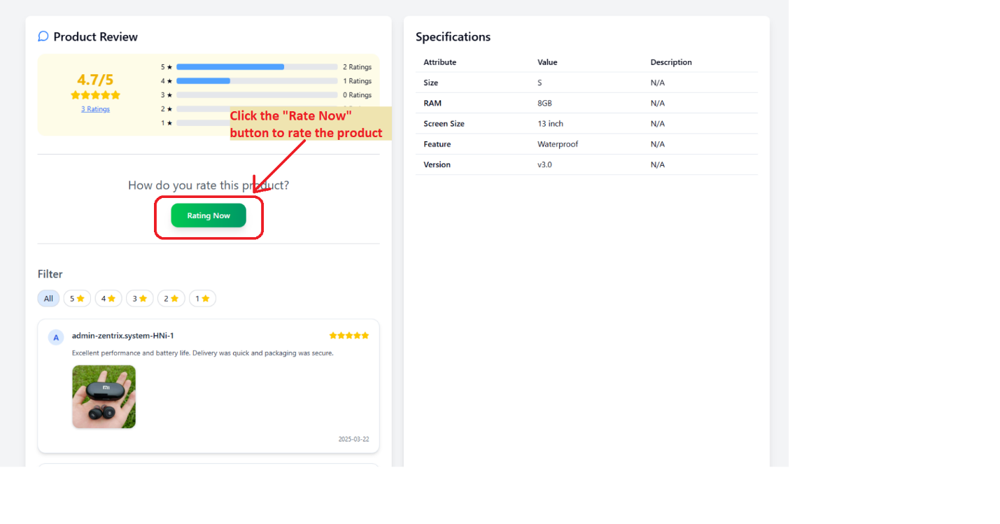 Product Review
4.7/5
3 Ratings
5 ★ 2 Ratings
4 ★ 1 Ratings
3 ★ 0 Ratings
2 ★
1 ★
Click the "Rate Now"
button to rate the product
How do you rate this product?
Rating Now
Filter
All 5 4 3 2 1
A admin-zentrix.system-HNi-1
Excellent performance and battery life. Delivery was quick and packaging was secure.
mi
2025-03-22
Specifications
Attribute Value Description
Size S N/A
RAM 8GB N/A
Screen Size 13 inch N/A
Feature Waterproof N/A
Version v3.0 N/A